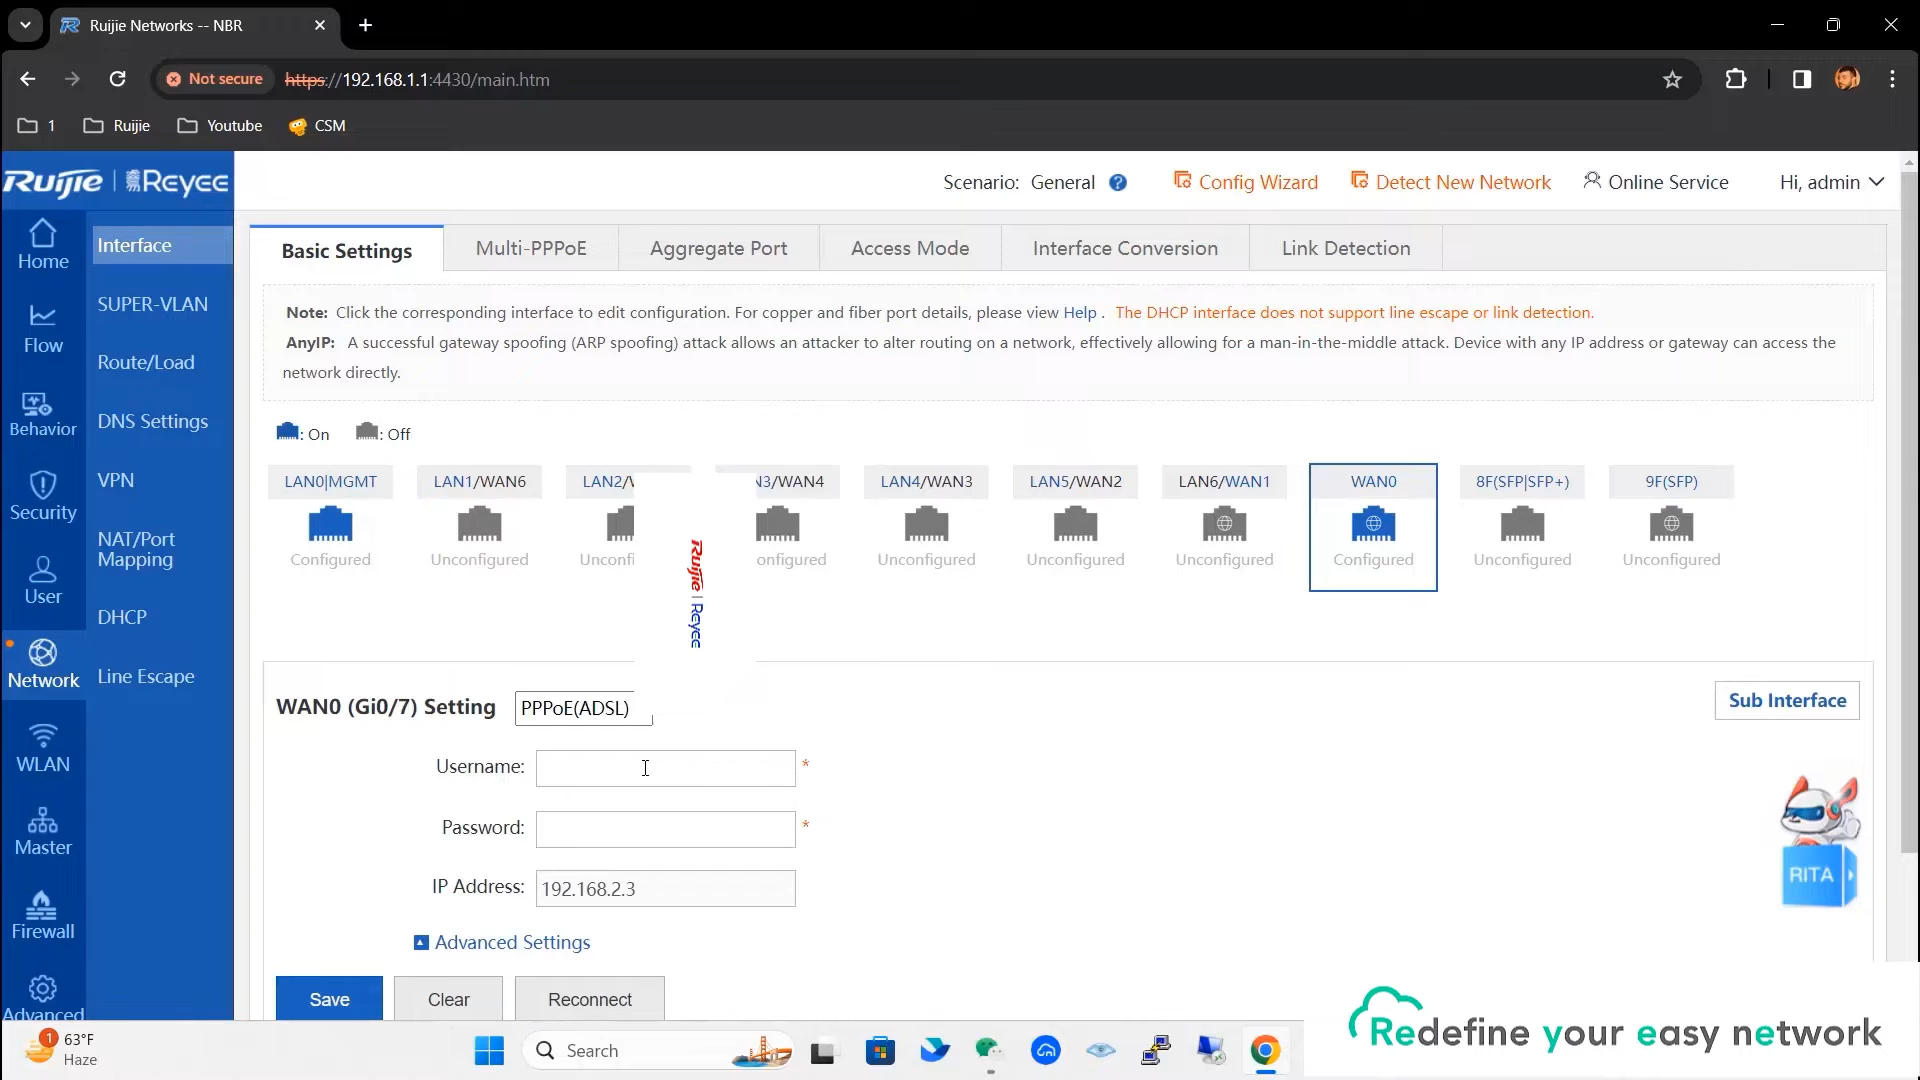 Ruijie Networks -- NBR
Not secure https://192.168.1.1:4430/main.htm
1 Ruijie Youtube CSM
Ruijie | Reyee
Scenario: General ? Config Wizard Detect New Network Online Service Hi, admin
Home
Flow
Behavior
Security
User
Network
WLAN
Master
Firewall
Advanced
Interface
SUPER-VLAN
Route/Load
DNS Settings
VPN
NAT/Port
Mapping
DHCP
Line Escape
Basic Settings Multi-PPPoE Aggregate Port Access Mode Interface Conversion Link Detection
Note: Click the corresponding interface to edit configuration. For copper and fiber port details, please view Help . The DHCP interface does not support line escape or link detection.
AnyIP: A successful gateway spoofing (ARP spoofing) attack allows an attacker to alter routing on a network, effectively allowing for a man-in-the-middle attack. Device with any IP address or gateway can access the
network directly.
: On : Off
LAN0|MGMT LAN1/WAN6 LAN2/ N3/WAN4 LAN4/WAN3 LAN5/WAN2 LAN6/WAN1 WAN0 8F(SFP|SFP+) 9F(SFP)
Configured Unconfigured Unconfi onfigured Unconfigured Unconfigured Unconfigured Configured Unconfigured Unconfigured
Ruijie | Reyee
WAN0 (Gi0/7) Setting PPPoE(ADSL) Sub Interface
Username: *
Password: *
IP Address: 192.168.2.3
Advanced Settings
Save Clear Reconnect
RITA
Redefine your easy network
1 63°F
Haze
Search